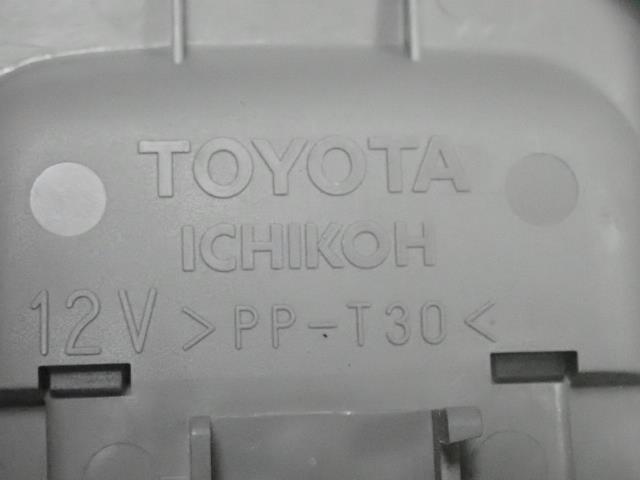 TOYOTA
ICHIKOH
12V >PP-T30<